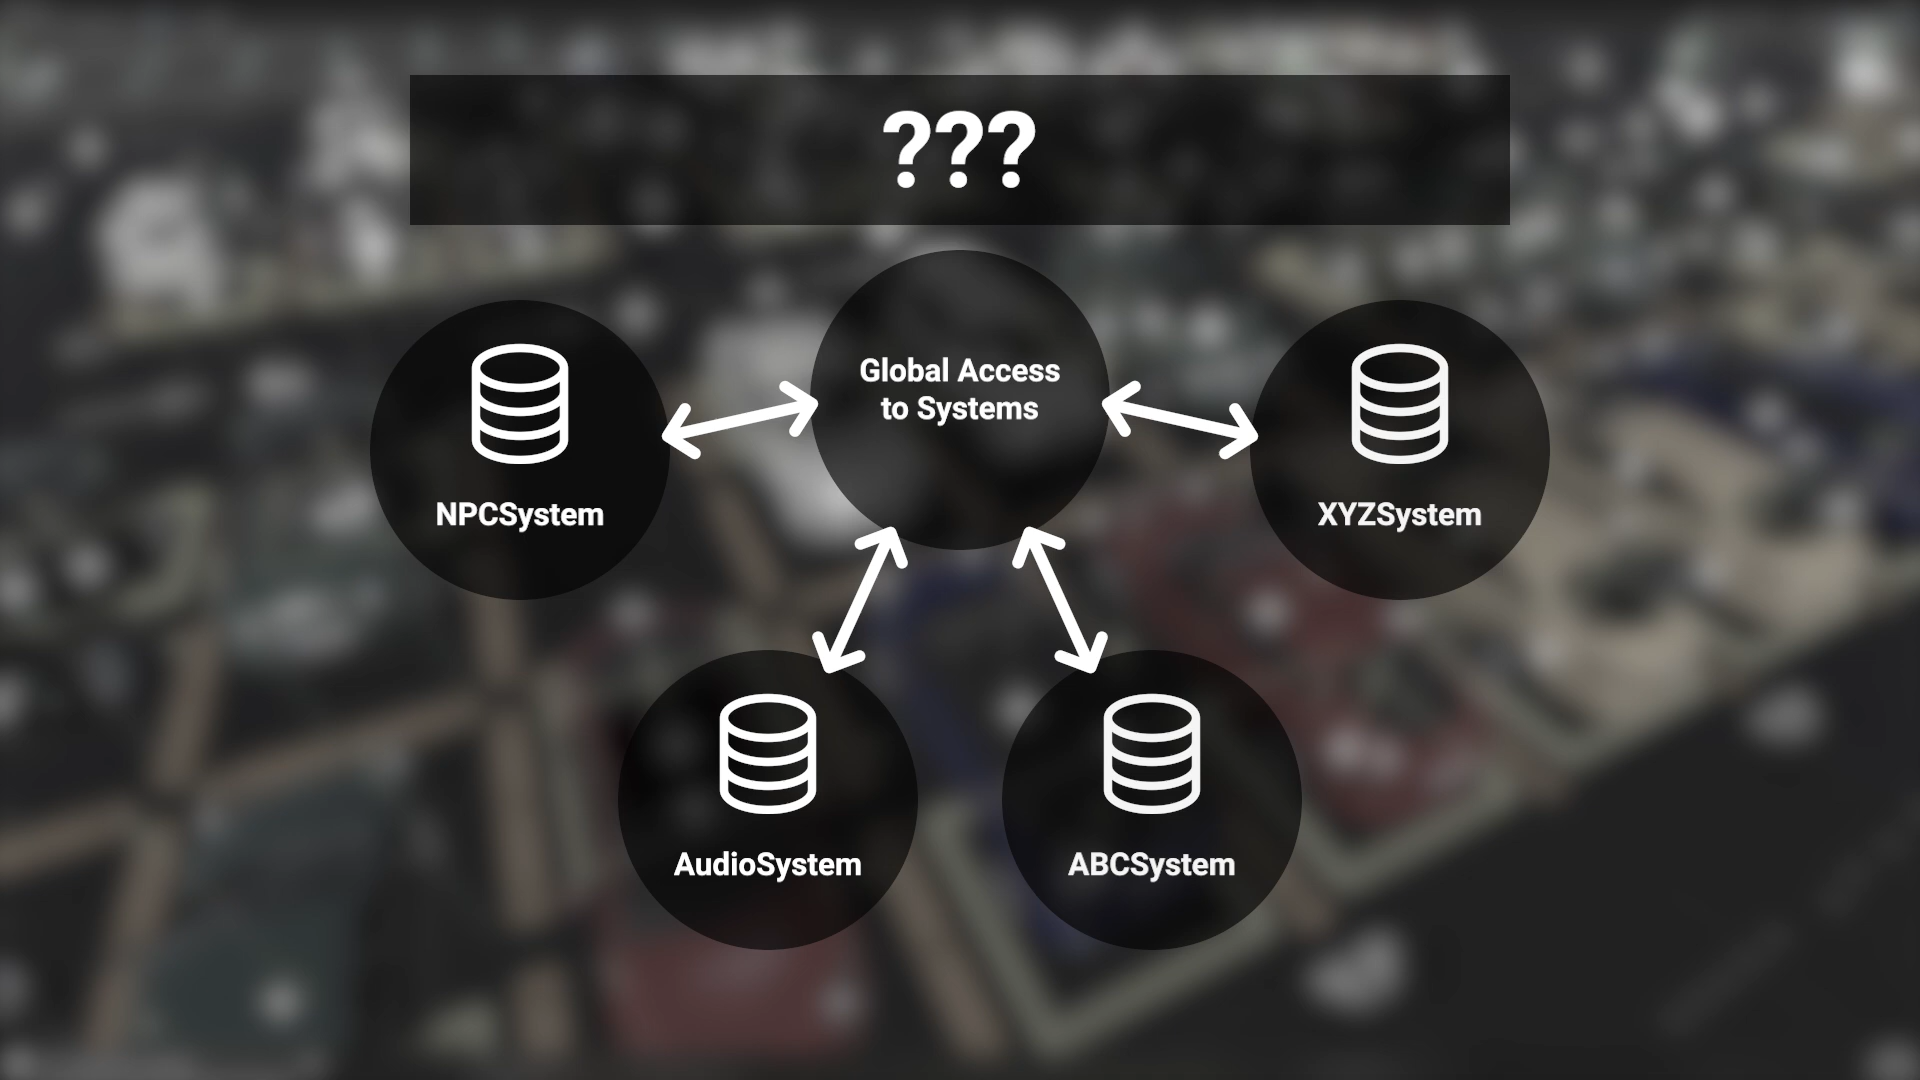 ???
Global Access
to Systems
NPCSystem
XYZSystem
AudioSystem
ABCSystem